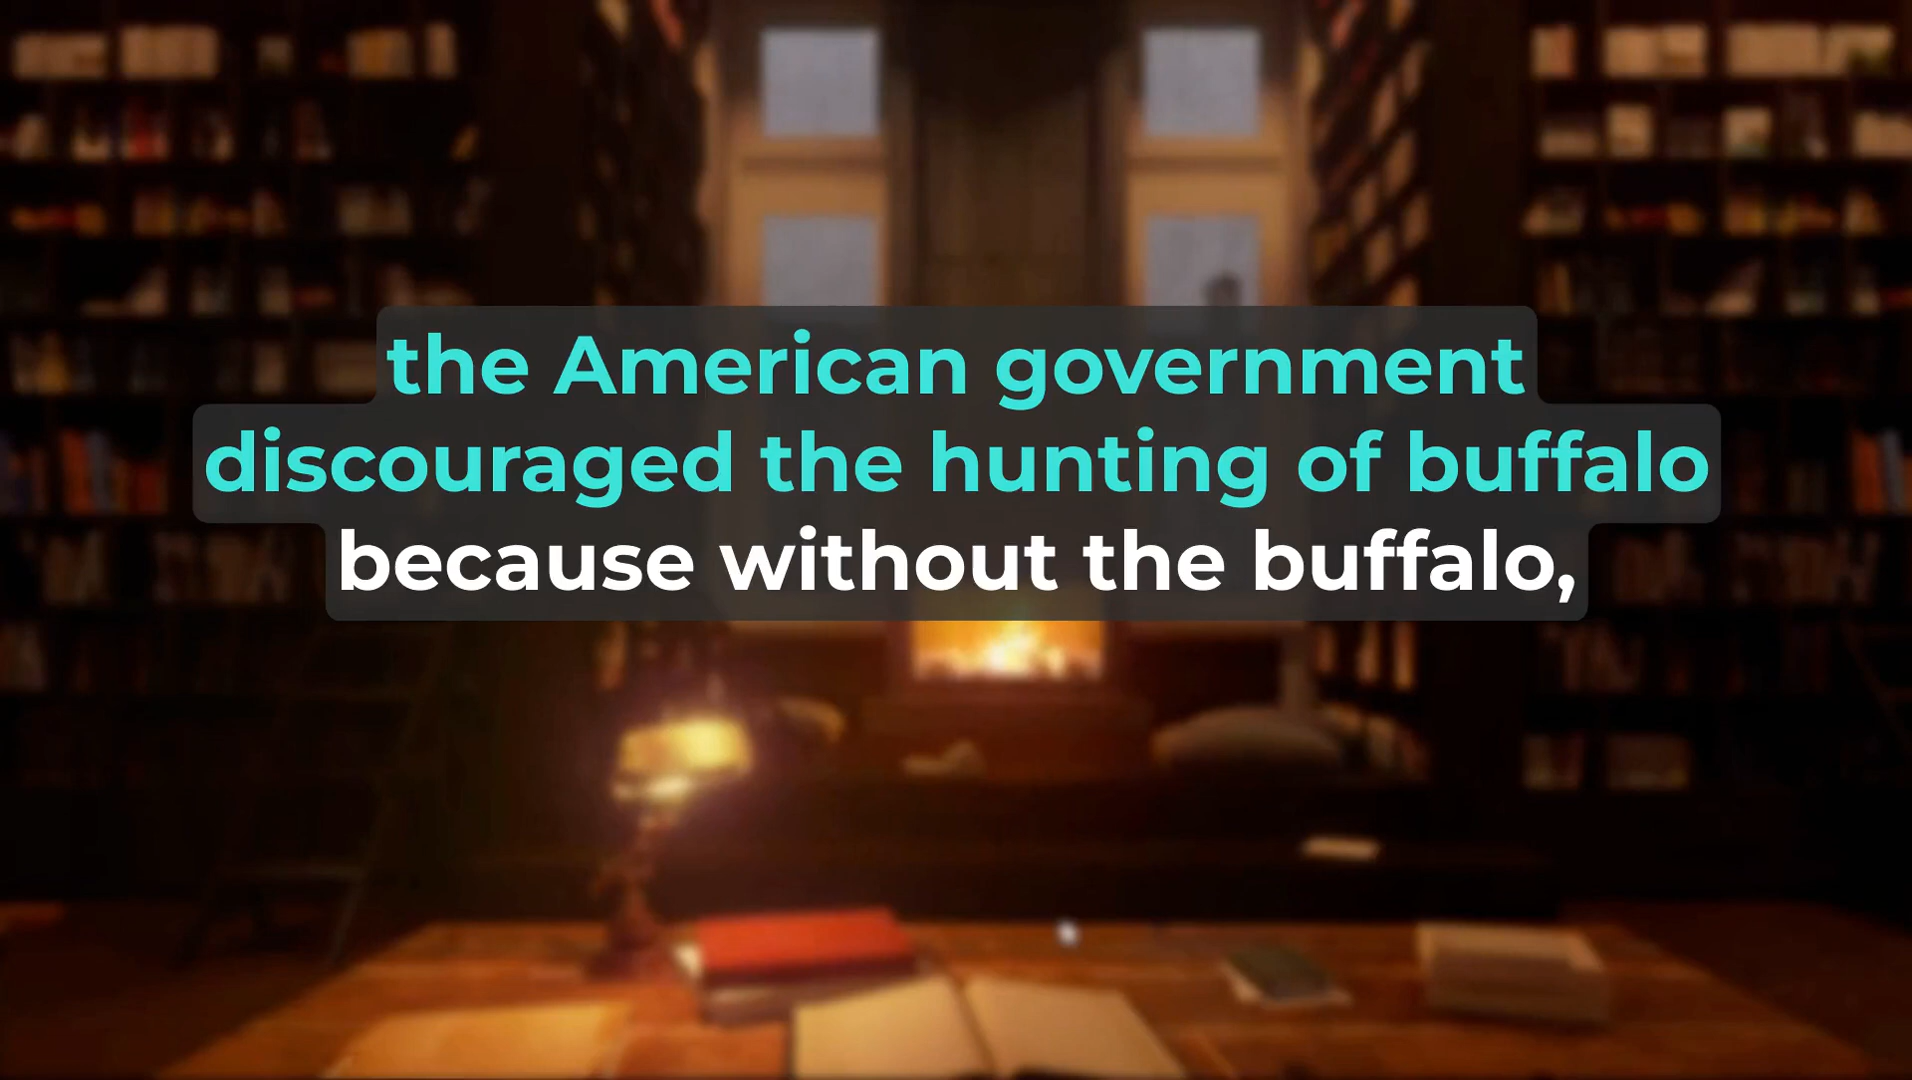 the American government
discouraged the hunting of buffalo
because without the buffalo,